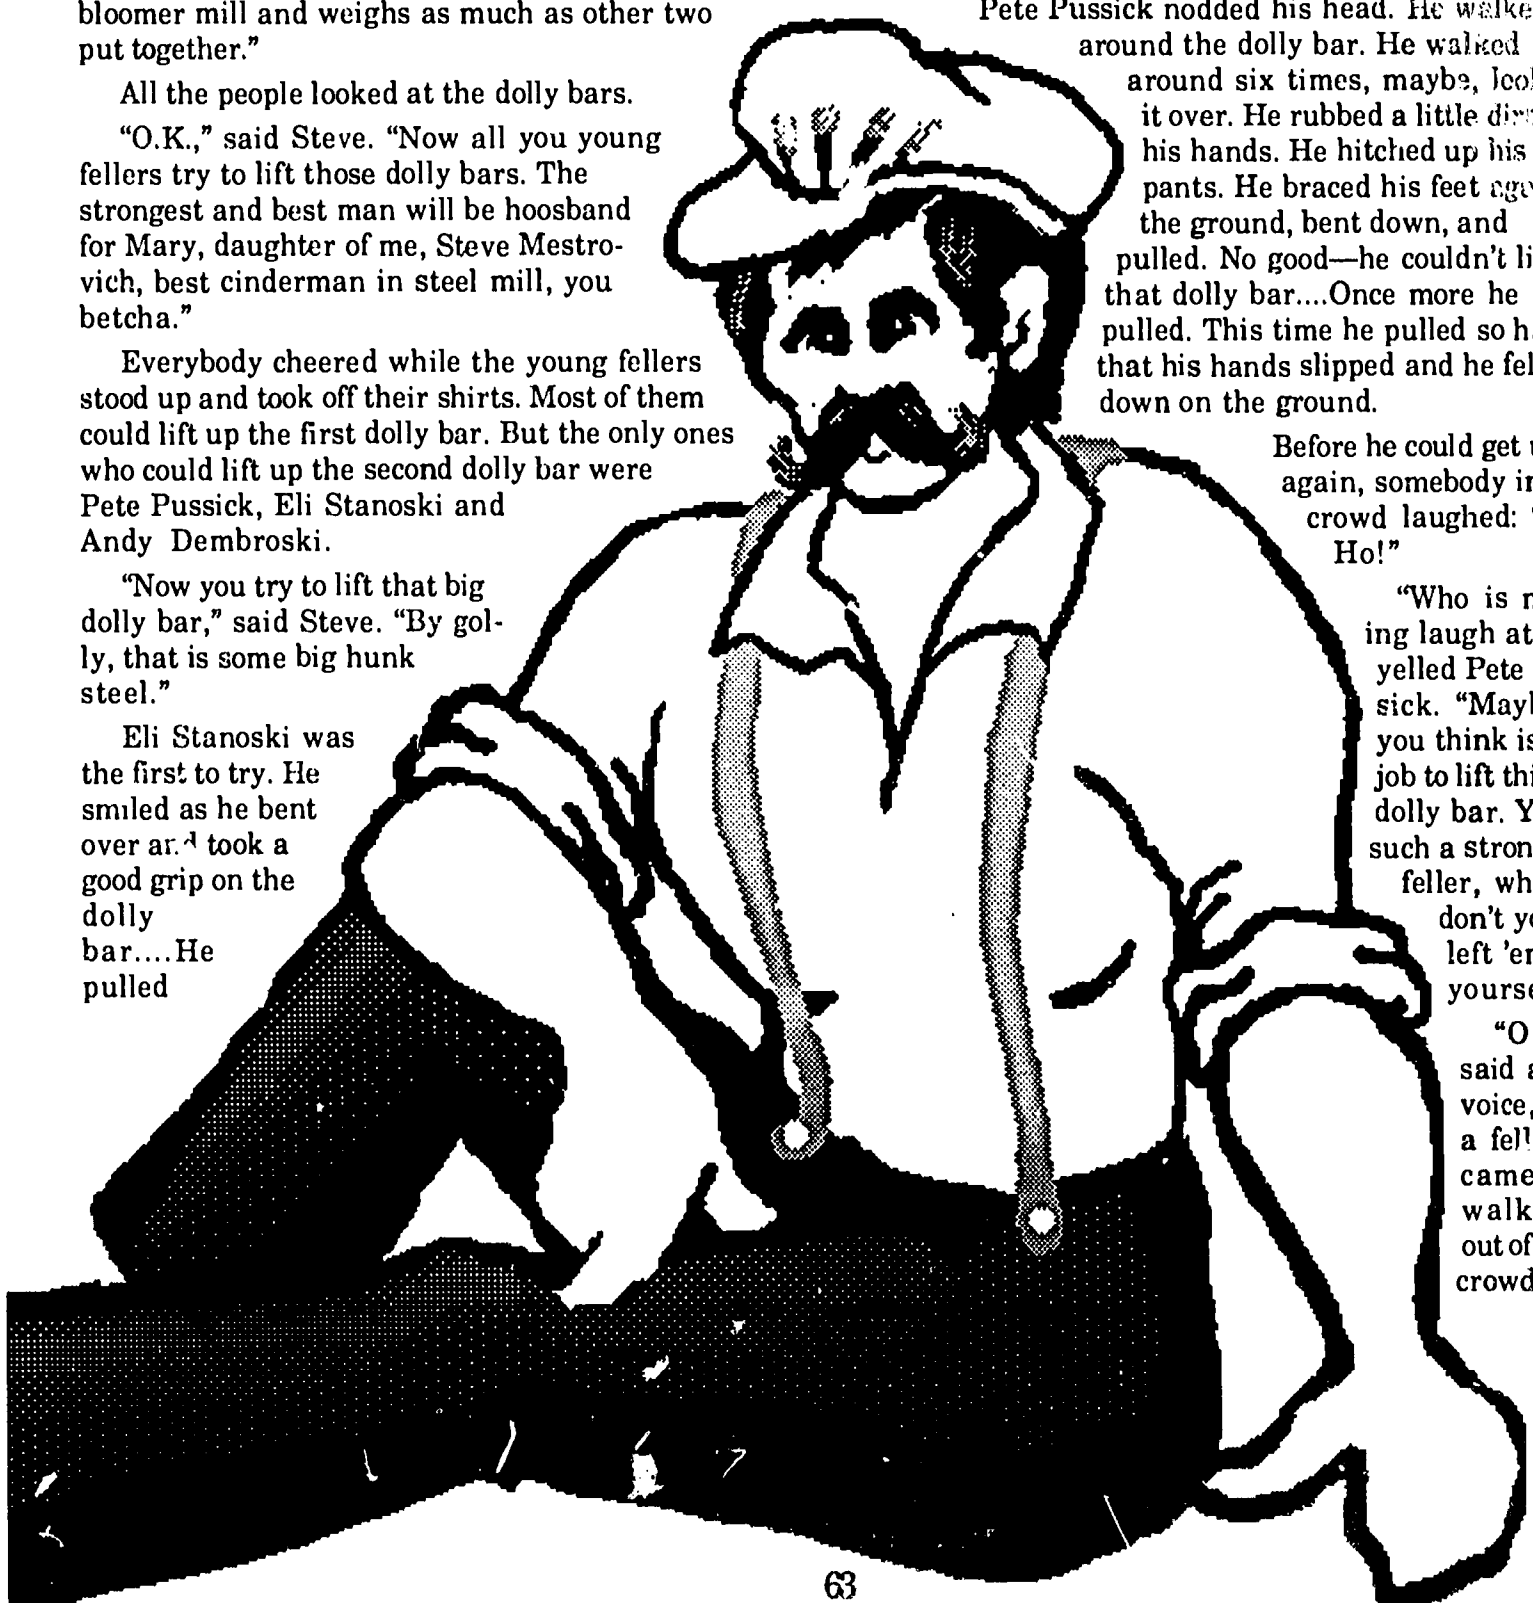 bloomer mill and weighs as much as other two
put together.”
All the people looked at the dolly bars.
“O.K.,” said Steve. “Now all you young
fellers try to lift those dolly bars. The
strongest and best man will be hoosband
for Mary, daughter of me, Steve Mestro-
vich, best cinderman in steel mill, you
betcha.”
Everybody cheered while the young fellers
stood up and took off their shirts. Most of them
could lift up the first dolly bar. But the only ones
who could lift up the second dolly bar were
Pete Pussick, Eli Stanoski and
Andy Dembroski.
“Now you try to lift that big
dolly bar,” said Steve. “By gol-
ly, that is some big hunk
steel.”
Eli Stanoski was
the first to try. He
smiled as he bent
over and took a
good grip on the
dolly
bar....He
pulled
Pete Pussick nodded his head. He
around the dolly bar. He walked
around six times, maybe,
it over. He rubbed a little
his hands. He hitched up his
pants. He braced his feet
the ground, bent down, and
pulled. No good—he couldn't
that dolly bar....Once more he
pulled. This time he pulled so
that his hands slipped and he
down on the ground.
Before he could get
again, somebody
crowd laughed:
Ho!”
“Who is
ing laugh at
yelled Pete
sick.
you think
job to lift
dolly bar.
such a
feller,
don't
left
“O
said
voice,
a
came
out of
63